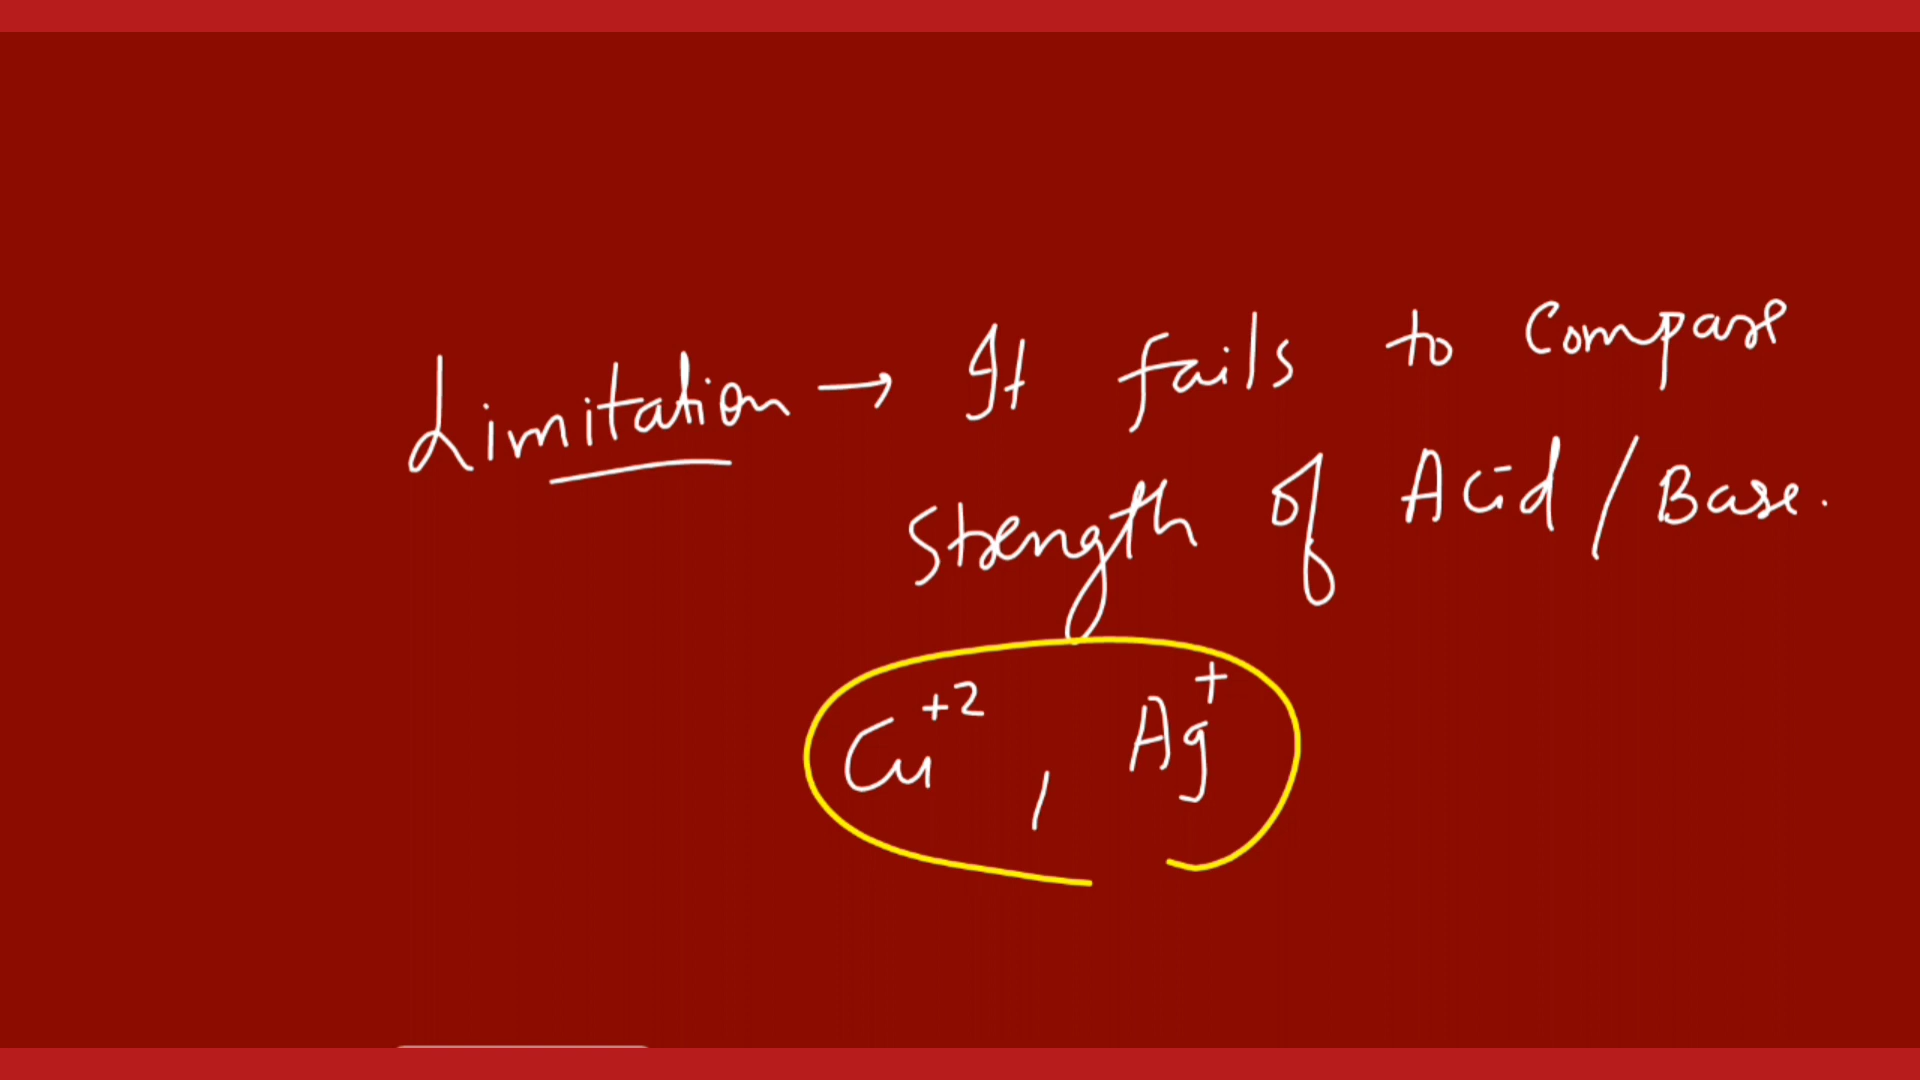 Limitation → It fails to Compare
Strength of Acid / Base.
Cu+2 , Ag+